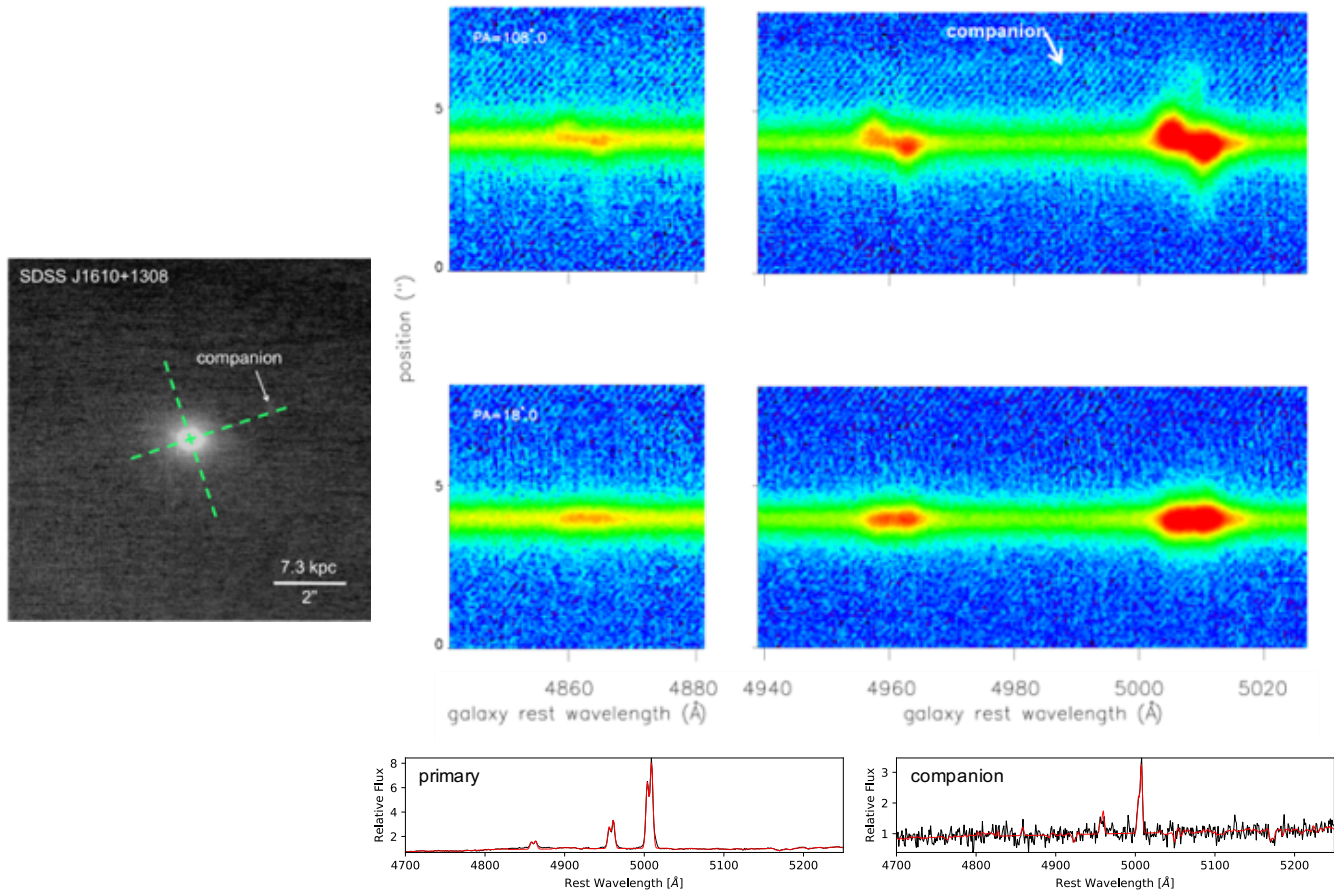 PA=108°.0
companion
5
0
SDSS J1610+1308
companion
7.3 kpc
2"
position (")
PA=18°.0
5
0
4860 4880 4940 4960 4980 5000 5020
galaxy rest wavelength (Å) galaxy rest wavelength (Å)
primary
Relative Flux
8
6
4
2
4700 4800 4900 5000 5100 5200
Rest Wavelength [Å]
companion
Relative Flux
3
2
1
4700 4800 4900 5000 5100 5200
Rest Wavelength [Å]